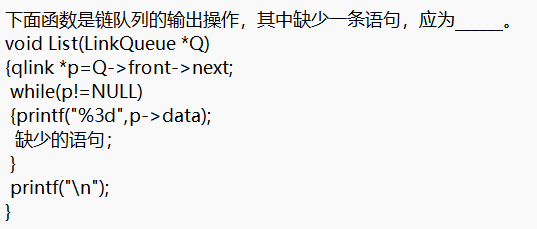 下面函数是链队列的输出操作，其中缺少一条语句，应为______。
void List(LinkQueue *Q)
{qlink *p=Q->front->next;
 while(p!=NULL)
 {printf("%3d",p->data);
  缺少的语句；
 }
 printf("\n");
}